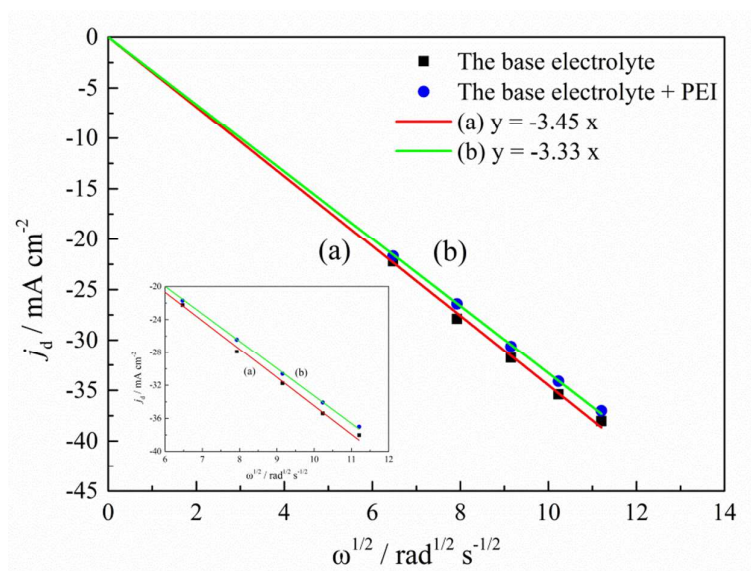 0
-5
-10
-15
-20
-25
-30
-35
-40
-45
j_d / mA cm⁻²
■ The base electrolyte
● The base electrolyte + PEI
(a) y = -3.45 x
(b) y = -3.33 x
(a)
(b)
-20
-24
-28
-32
-36
-40
j_d / mA cm⁻²
(a)
(b)
6 7 8 9 10 11 12
ω^1/2 / rad^1/2 s^-1/2
0 2 4 6 8 10 12 14
ω^1/2 / rad^1/2 s^-1/2